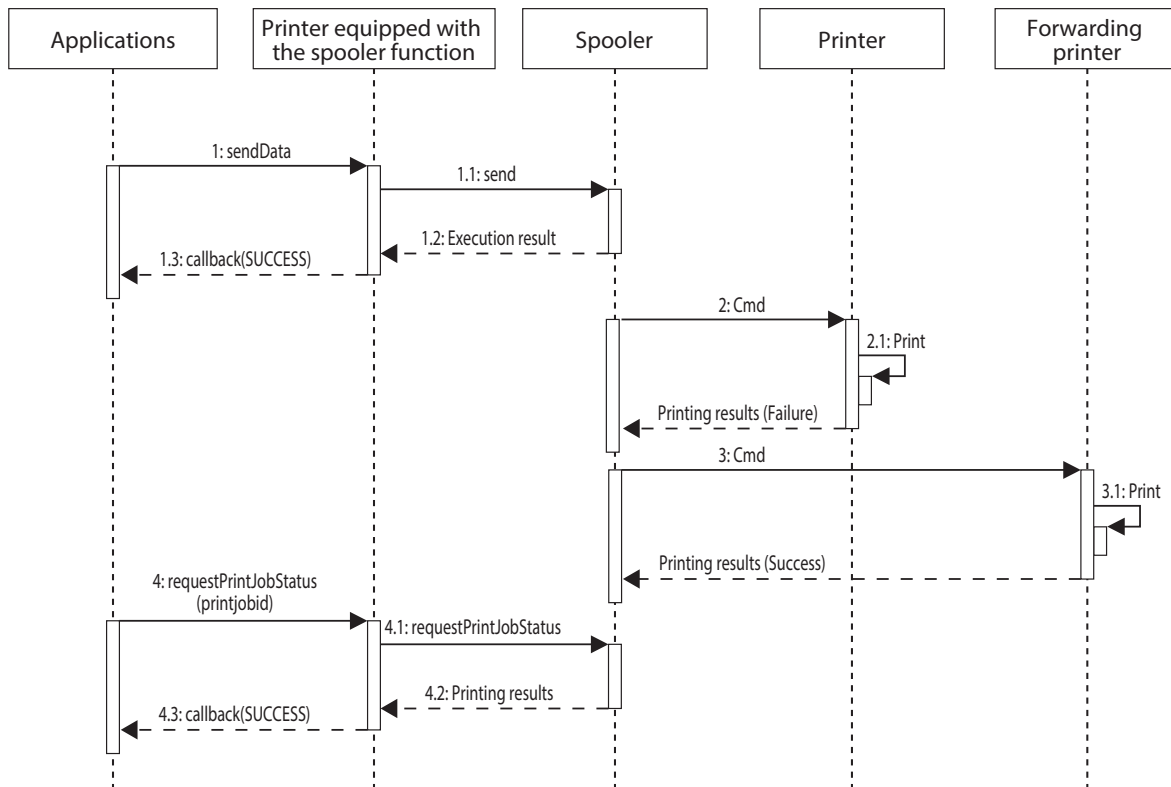 Applications
Printer equipped with
the spooler function
Spooler
Printer
Forwarding
printer
1: sendData
1.1: send
1.2: Execution result
1.3: callback(SUCCESS)
2: Cmd
2.1: Print
Printing results (Failure)
3: Cmd
3.1: Print
Printing results (Success)
4: requestPrintJobStatus
(printjobid)
4.1: requestPrintJobStatus
4.2: Printing results
4.3: callback(SUCCESS)